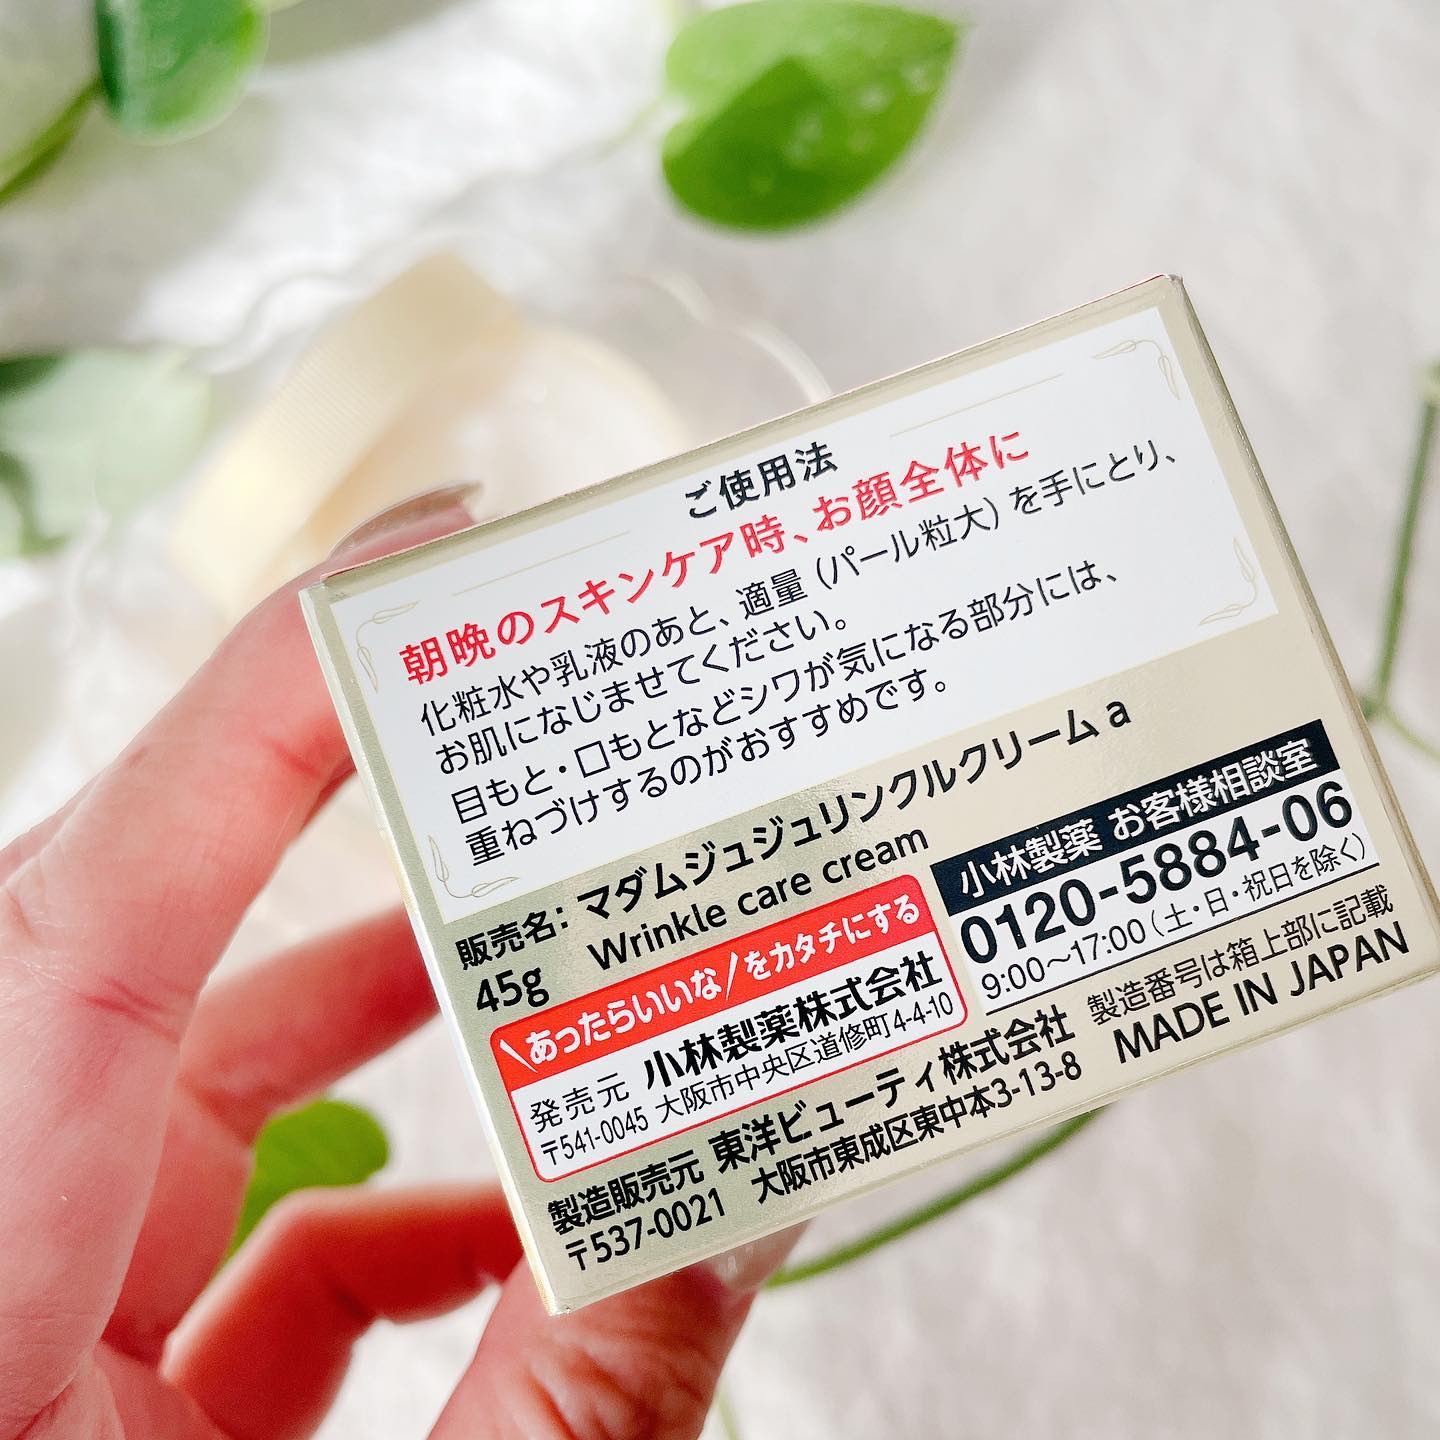 ご使用法
朝晩のスキンケア時、お顔全体に
化粧水や乳液のあと、適量（パール粒大）を手にとり、
お肌になじませてください。
目もと・口もとなどシワが気になる部分には、
重ねづけするのがおすすめです。
販売名：マダムジュジュリンクルクリーム a
45g Wrinkle care cream
\あったらいいな/をカタチにする
発売元 小林製薬株式会社
〒541-0045 大阪市中央区道修町4-4-10
小林製薬 お客様相談室
0120-5884-06
9:00〜17:00（土・日・祝日を除く）
製造販売元 東洋ビューティ株式会社
〒537-0021 大阪市東成区東中本3-13-8
製造番号は箱上部に記載
MADE IN JAPAN